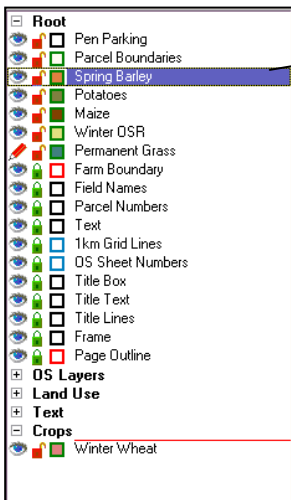 Root
Pen Parking
Parcel Boundaries
Spring Barley
Potatoes
Maize
Winter OSR
Permanent Grass
Farm Boundary
Field Names
Parcel Numbers
Text
1km Grid Lines
OS Sheet Numbers
Title Box
Title Text
Title Lines
Frame
Page Outline
OS Layers
Land Use
Text
Crops
Winter Wheat